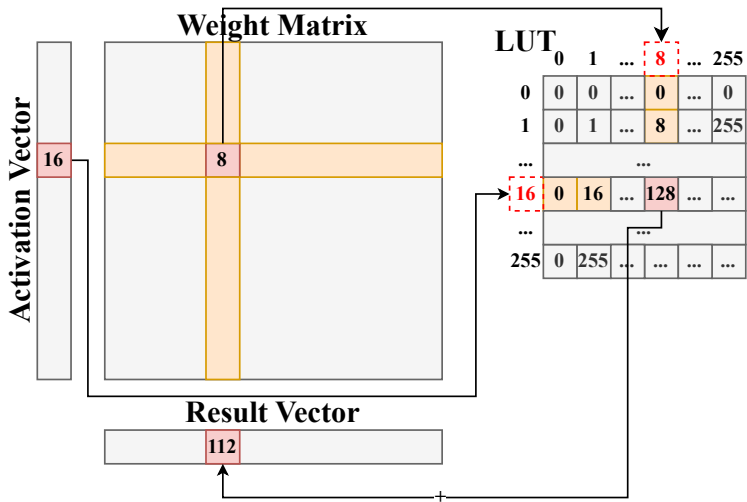 Weight Matrix
LUT
0 1 ... 8 ... 255
0 0 0 ... 0 ... 0
1 0 1 ... 8 ... 255
... ...
16 0 16 ... 128 ... ...
... ...
255 0 255 ... ... ... ...
Activation Vector
16
8
Result Vector
112
+